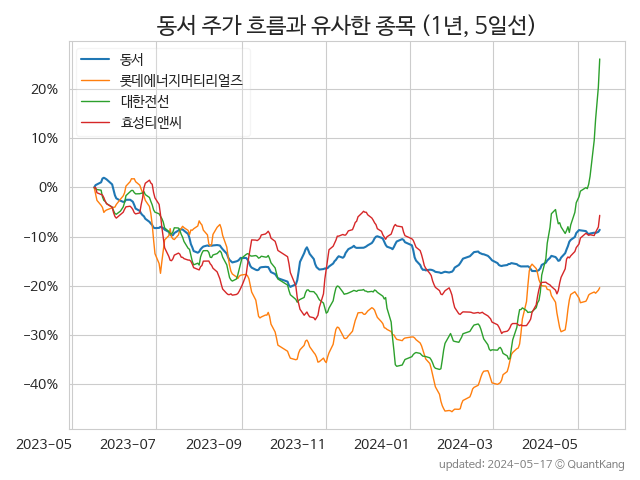 동서 주가 흐름과 유사한 종목 (1년, 5일선)
동서
롯데에너지머티리얼즈
대한전선
효성티앤씨
20%
10%
0%
−10%
−20%
−30%
−40%
2023-05 2023-07 2023-09 2023-11 2024-01 2024-03 2024-05
updated: 2024-05-17 © QuantKang